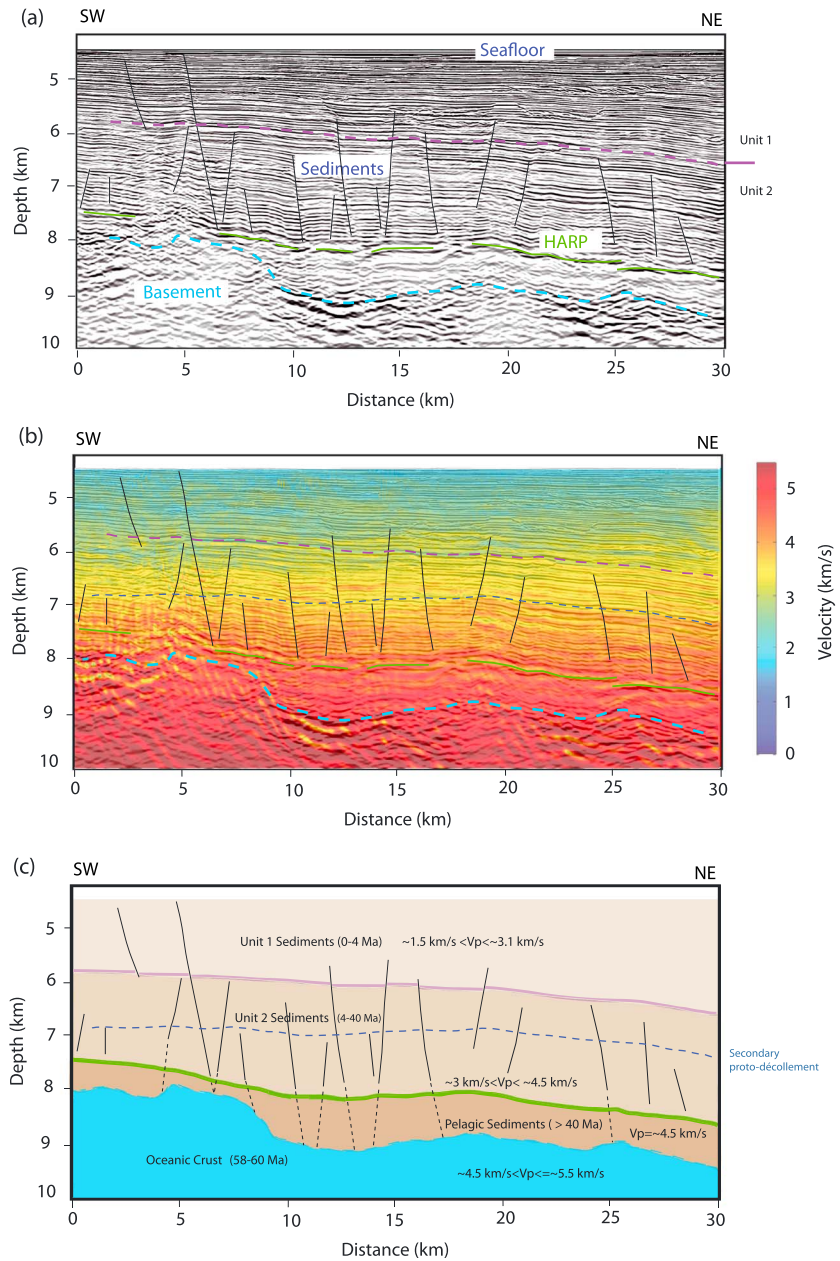 (a)
SW
NE
Seafloor
5
6
Unit 1
Sediments
Unit 2
7
Depth (km)
8
HARP
9
Basement
10
0
5
10
15
20
25
30
Distance (km)
(b)
SW
NE
5
5
6
4
7
3
Depth (km)
Velocity (km/s)
8
2
9
1
10
0
0
5
10
15
20
25
30
Distance (km)
(c)
SW
NE
5
Unit 1 Sediments (0-4 Ma) ~1.5 km/s <Vp<~3.1 km/s
6
Unit 2 Sediments (4-40 Ma)
7
Secondary
proto-décollement
Depth (km)
8
~3 km/s<Vp< ~4.5 km/s
Pelagic Sediments ( > 40 Ma)
Vp=~4.5 km/s
9
Oceanic Crust (58-60 Ma)
~4.5 km/s<Vp<=~5.5 km/s
10
0
5
10
15
20
25
30
Distance (km)